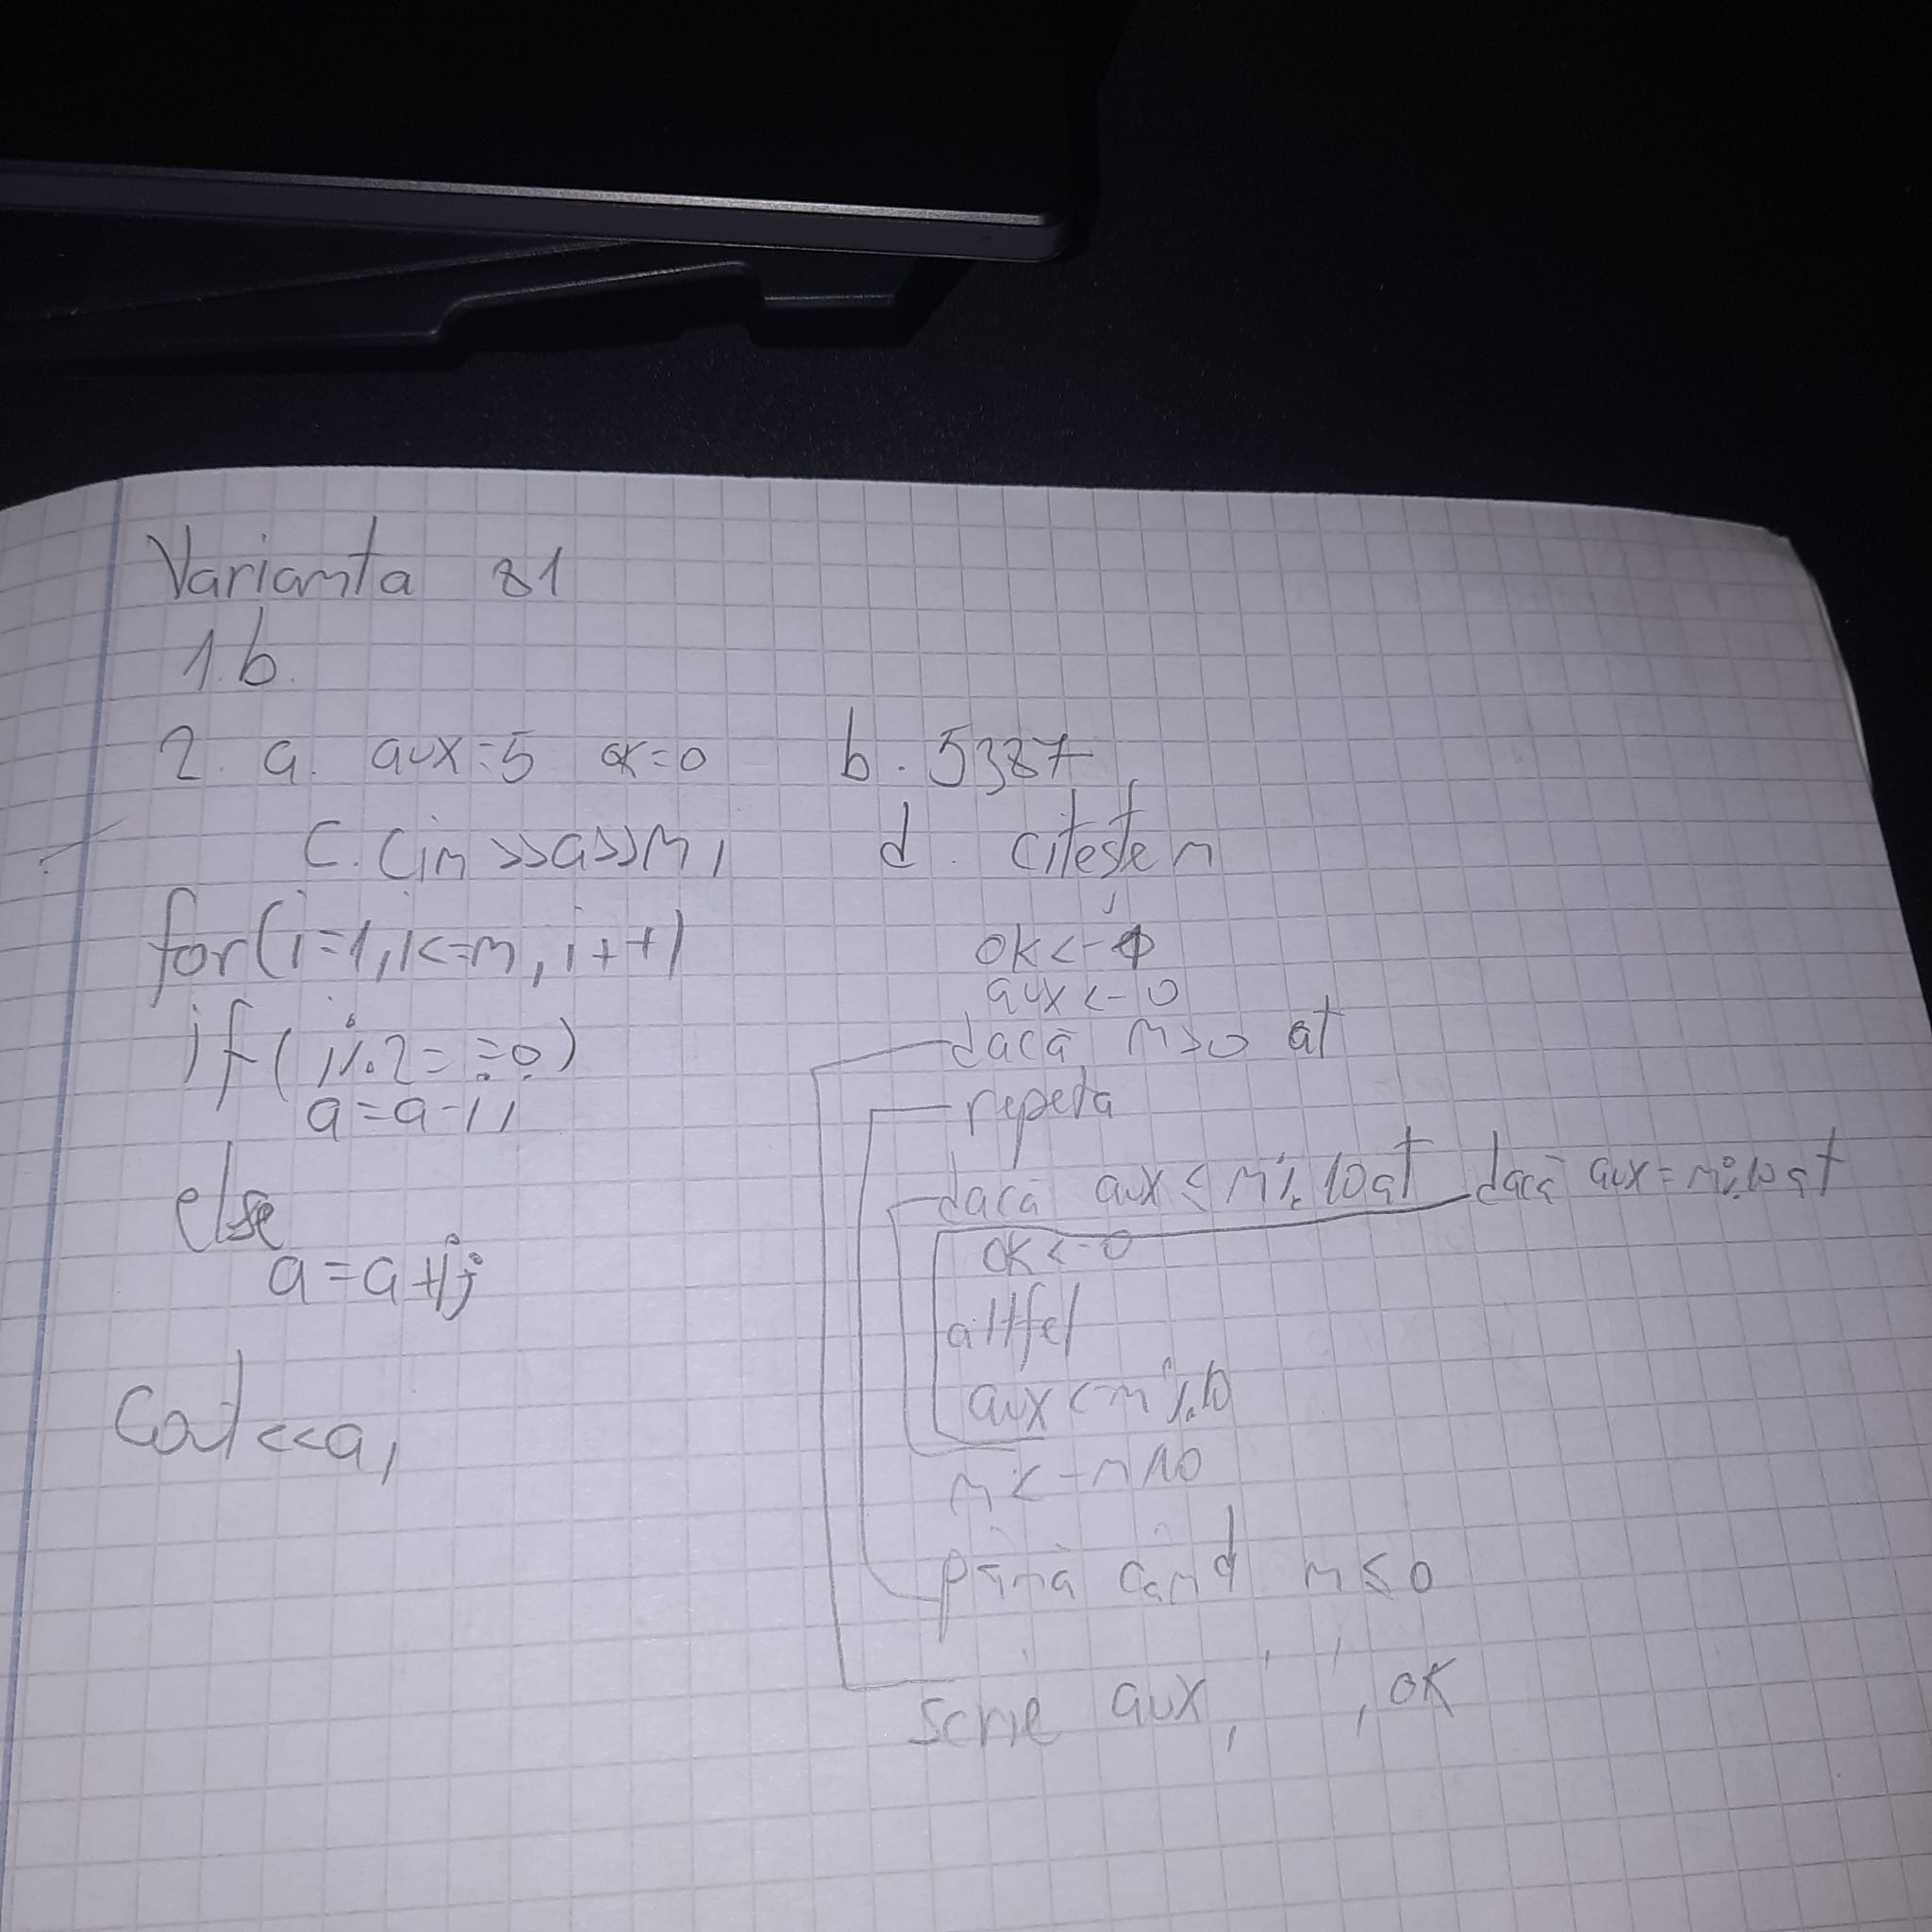 Varianta 81
1.b.
2. a. aux=5 ok=0 b. 5387
c. Cin >>a>>n;
for(i=1, i<=n, i++)
if( i%2==0)
a=a-i;
else
a=a+i;
Cout<<a;
d. citeste n
ok<-1
aux<-0
dacă n>0 at
repetă
dacă aux ≤ n%10 at dacă aux = n%10 at
ok<-0
altfel
aux<n%10
n<-n/10
până când n≤0
scrie aux, ' ', ok